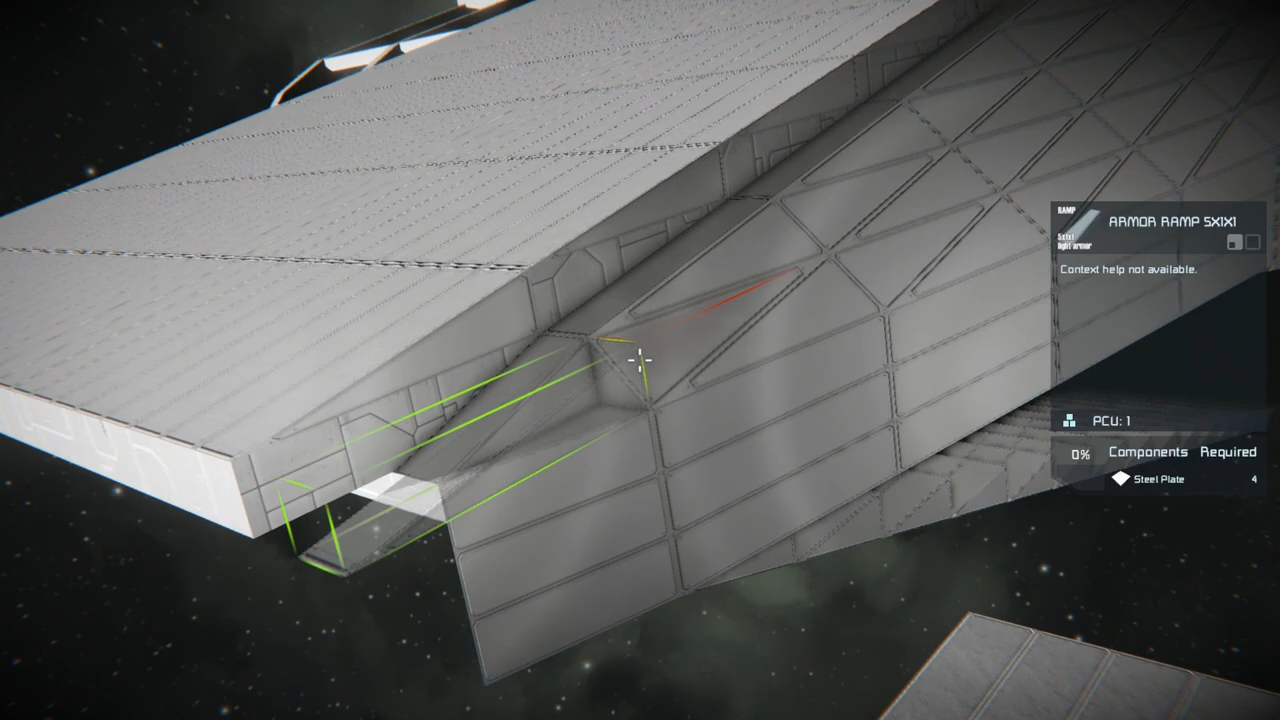 RAMP
ARMOR RAMP 5X1X1
5x1x1
light armor
Context help not available.
PCU: 1
0% Components Required
Steel Plate 4